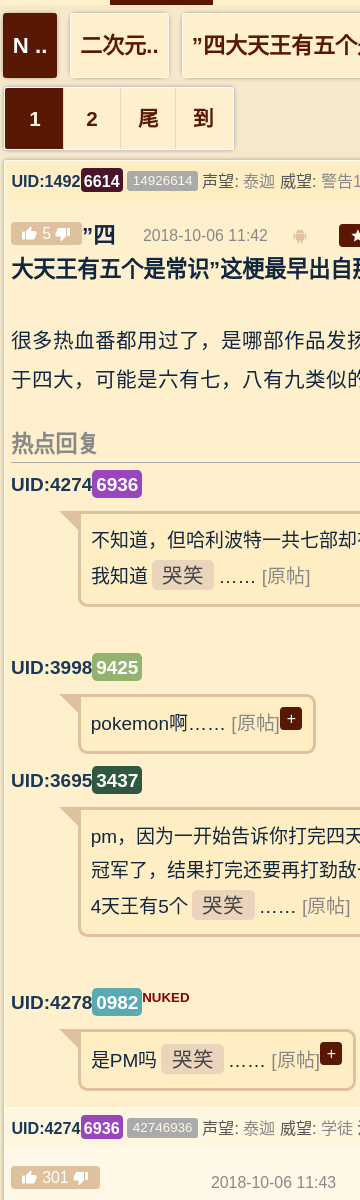 N ..
二次元..
”四大天王有五个
1
2
尾
到
UID:14926614 14926614 声望: 泰迦 威望: 警告1
5 ”四 2018-10-06 11:42
大天王有五个是常识”这梗最早出自
很多热血番都用过了，是哪部作品发
于四大，可能是六有七，八有九类似的
热点回复
UID:42746936
不知道，但哈利波特一共七部却
我知道 哭笑 …… [原帖]
UID:39989425
pokemon啊…… [原帖]+
UID:36953437
pm，因为一开始告诉你打完四天
冠军了，结果打完还要再打劲敌
4天王有5个 哭笑 …… [原帖]
UID:42780982 NUKED
是PM吗 哭笑 …… [原帖]+
UID:42746936 42746936 声望: 泰迦 威望: 学徒
301 2018-10-06 11:43